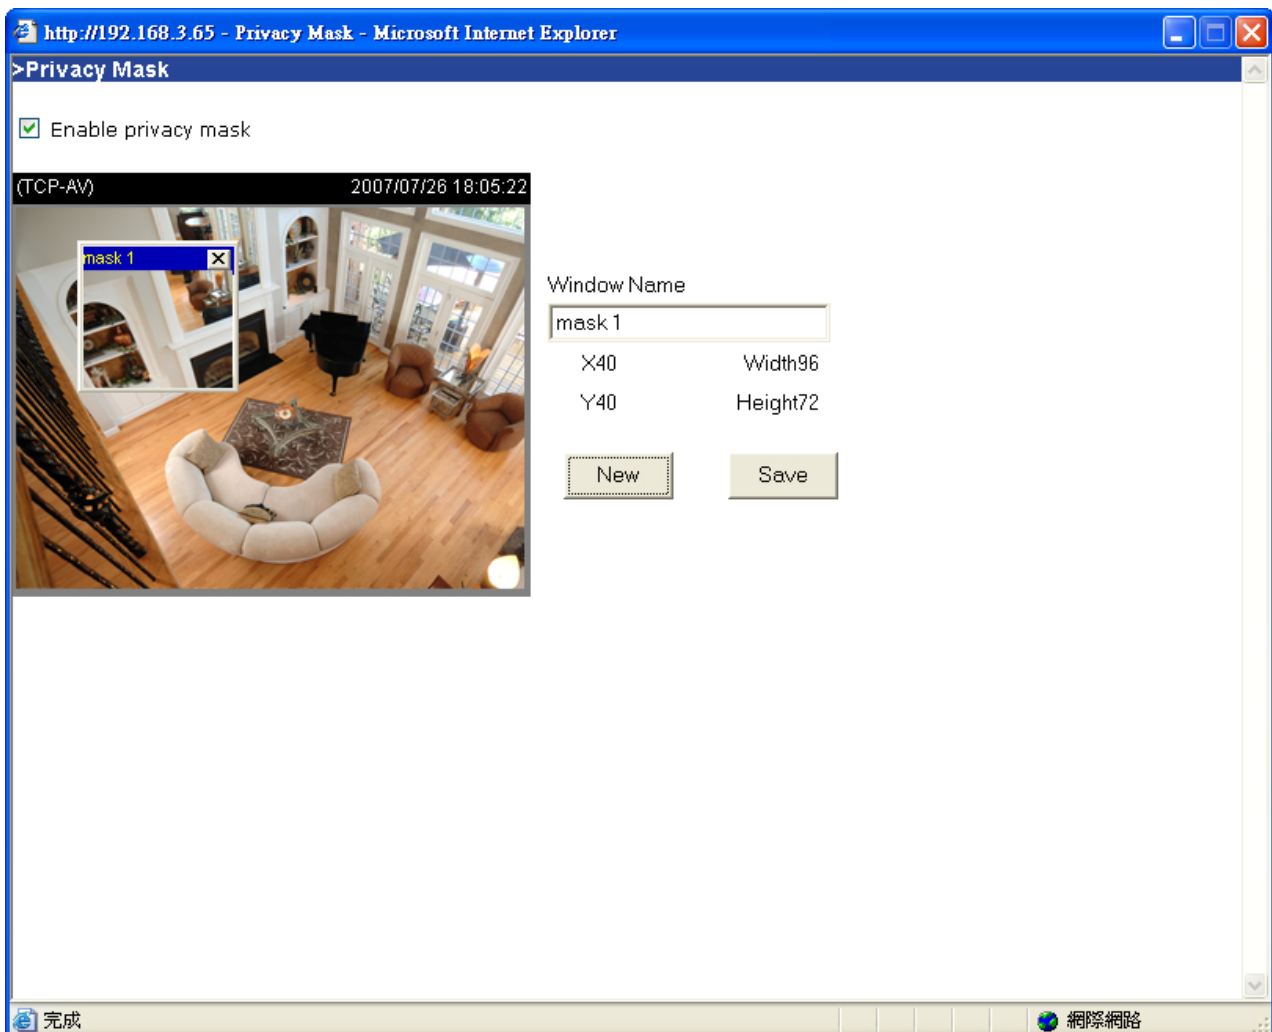 http://192.168.3.65 - Privacy Mask - Microsoft Internet Explorer
>Privacy Mask
Enable privacy mask
(TCP-AV) 2007/07/26 18:05:22
mask 1
Window Name
mask 1
X40 Width96
Y40 Height72
New Save
完成 網際網路